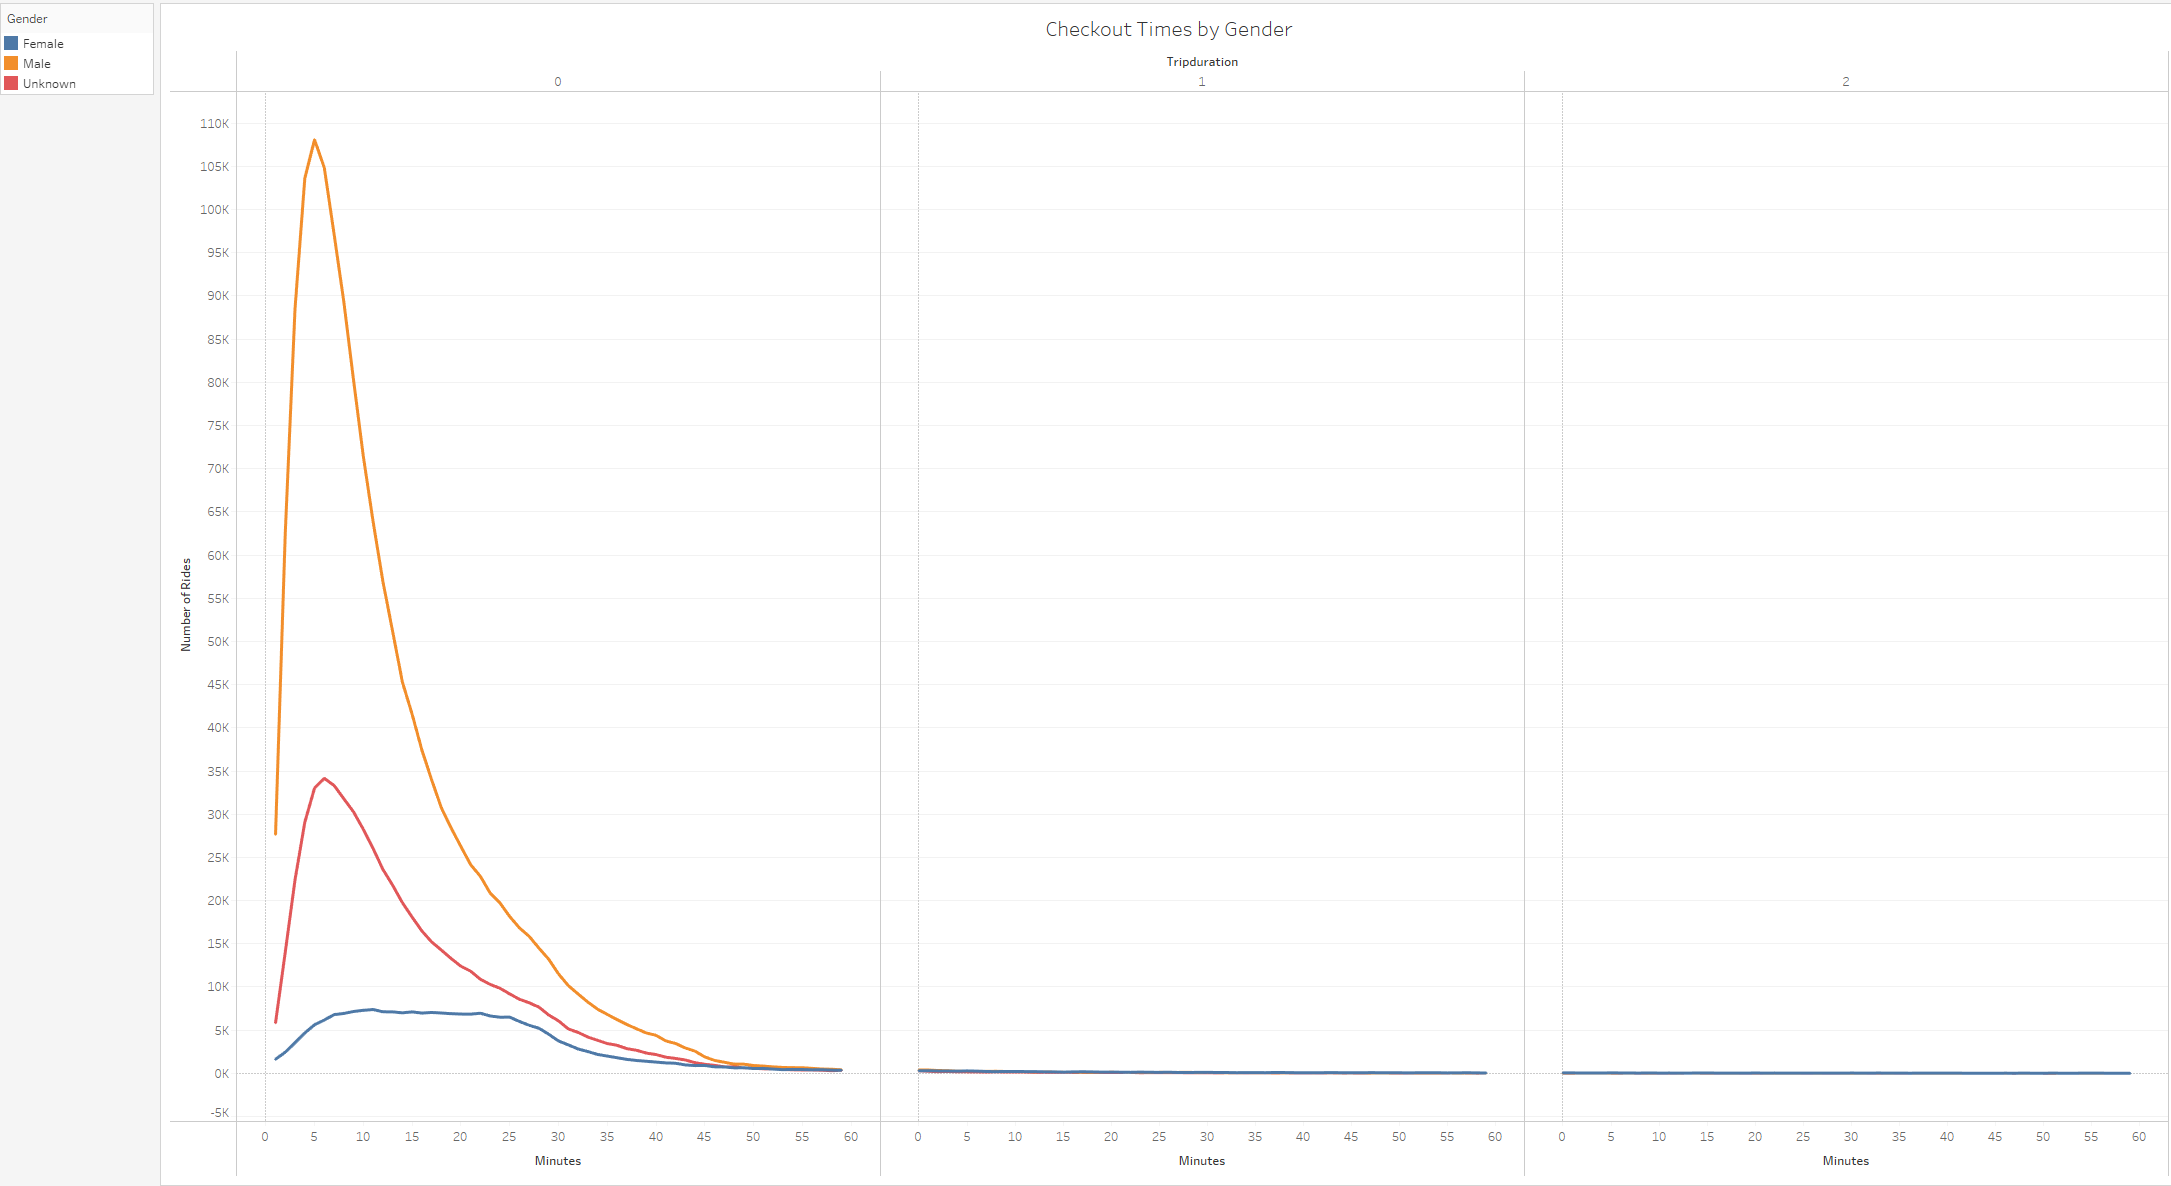 Gender
Female
Male
Unknown
Checkout Times by Gender
Tripduration
0 1 2
110K
105K
100K
95K
90K
85K
80K
75K
70K
65K
60K
55K
50K
45K
40K
35K
30K
25K
20K
15K
10K
5K
0K
-5K
Number of Rides
0 5 10 15 20 25 30 35 40 45 50 55 60 0 5 10 15 20 25 30 35 40 45 50 55 60 0 5 10 15 20 25 30 35 40 45 50 55 60
Minutes Minutes Minutes